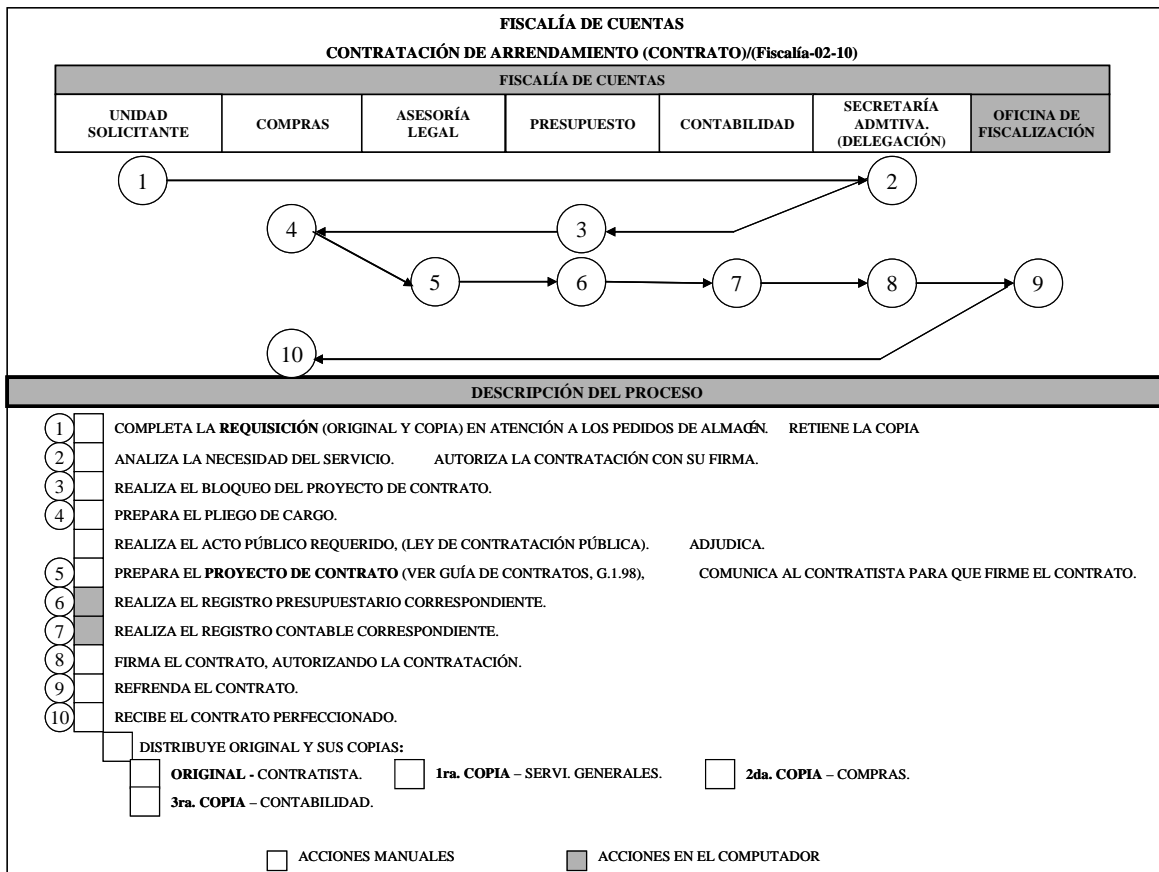 FISCALÍA DE CUENTAS
CONTRATACIÓN DE ARRENDAMIENTO (CONTRATO)/(Fiscalía-02-10)
FISCALÍA DE CUENTAS
UNIDAD SOLICITANTE
COMPRAS
ASESORÍA LEGAL
PRESUPUESTO
CONTABILIDAD
SECRETARÍA ADMTIVA. (DELEGACIÓN)
OFICINA DE FISCALIZACIÓN
1
2
4
3
5
6
7
8
9
10
DESCRIPCIÓN DEL PROCESO
1 COMPLETA LA REQUISICIÓN (ORIGINAL Y COPIA) EN ATENCIÓN A LOS PEDIDOS DE ALMACÉN. RETIENE LA COPIA
2 ANALIZA LA NECESIDAD DEL SERVICIO. AUTORIZA LA CONTRATACIÓN CON SU FIRMA.
3 REALIZA EL BLOQUEO DEL PROYECTO DE CONTRATO.
4 PREPARA EL PLIEGO DE CARGO.
REALIZA EL ACTO PÚBLICO REQUERIDO, (LEY DE CONTRATACIÓN PÚBLICA). ADJUDICA.
5 PREPARA EL PROYECTO DE CONTRATO (VER GUÍA DE CONTRATOS, G.1.98), COMUNICA AL CONTRATISTA PARA QUE FIRME EL CONTRATO.
6 REALIZA EL REGISTRO PRESUPUESTARIO CORRESPONDIENTE.
7 REALIZA EL REGISTRO CONTABLE CORRESPONDIENTE.
8 FIRMA EL CONTRATO, AUTORIZANDO LA CONTRATACIÓN.
9 REFRENDA EL CONTRATO.
10 RECIBE EL CONTRATO PERFECCIONADO.
DISTRIBUYE ORIGINAL Y SUS COPIAS:
ORIGINAL - CONTRATISTA. 1ra. COPIA – SERVI. GENERALES. 2da. COPIA – COMPRAS.
3ra. COPIA – CONTABILIDAD.
ACCIONES MANUALES ACCIONES EN EL COMPUTADOR